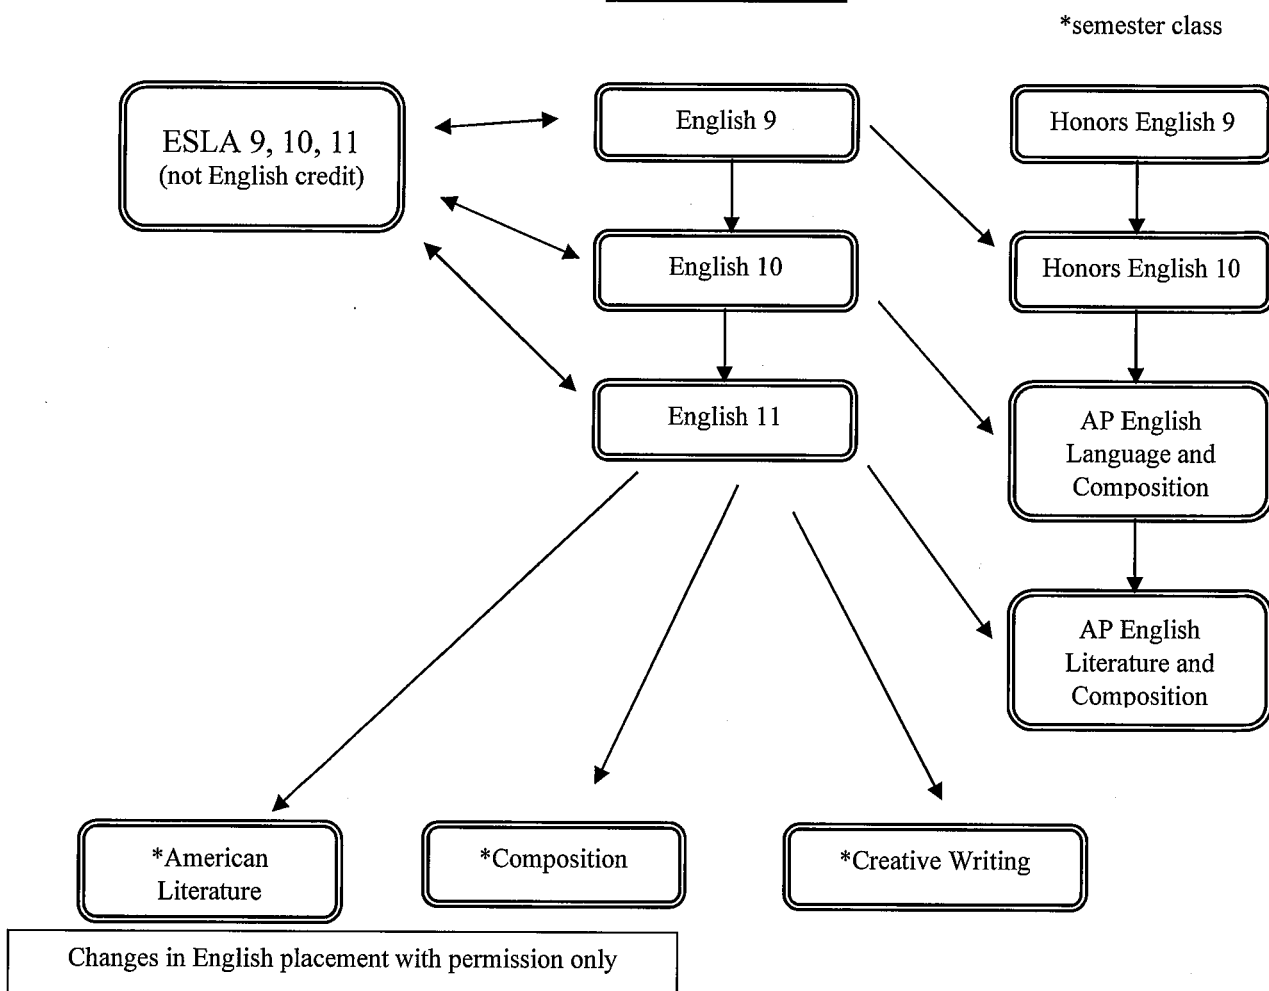 *semester class
ESLA 9, 10, 11
(not English credit)
English 9
Honors English 9
English 10
Honors English 10
English 11
AP English
Language and
Composition
AP English
Literature and
Composition
*American
Literature
*Composition
*Creative Writing
Changes in English placement with permission only